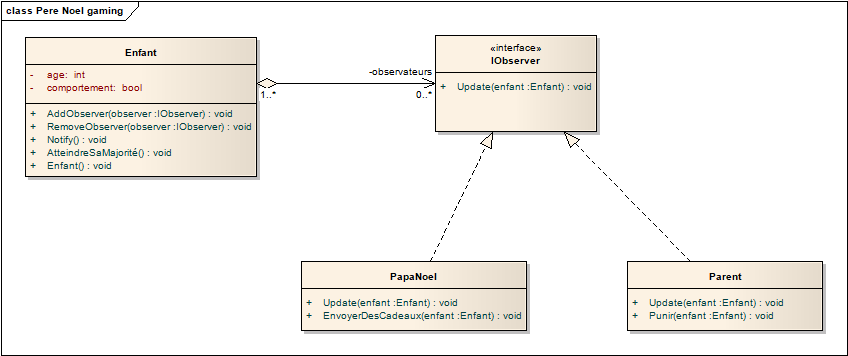 class Pere Noel gaming
Enfant
- age: int
- comportement: bool
+ AddObserver(observer :IObserver) : void
+ RemoveObserver(observer :IObserver) : void
+ Notify() : void
+ AtteindreSaMajorité() : void
+ Enfant() : void
-observateurs
1..*
0..*
«interface»
IObserver
+ Update(enfant :Enfant) : void
PapaNoel
+ Update(enfant :Enfant) : void
+ EnvoyerDesCadeaux(enfant :Enfant) : void
Parent
+ Update(enfant :Enfant) : void
+ Punir(enfant :Enfant) : void